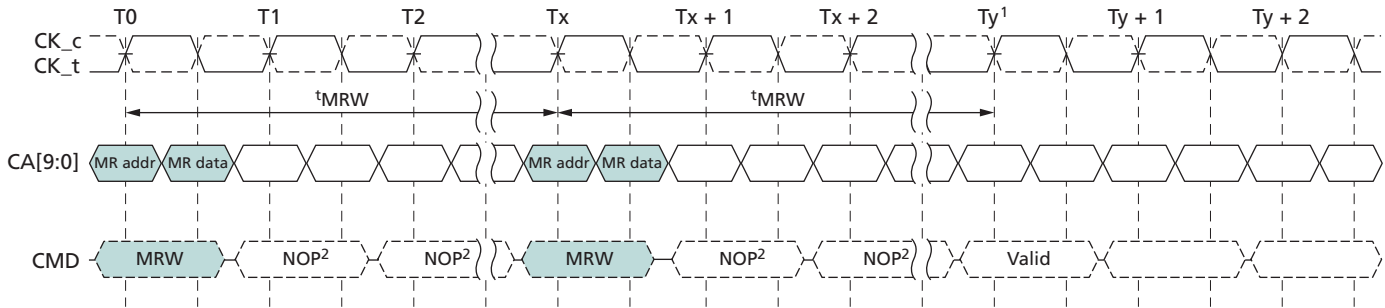 T0 T1 T2 Tx Tx + 1 Tx + 2 Ty¹ Ty + 1 Ty + 2
CK_c
CK_t
ᵗMRW ᵗMRW
CA[9:0] MR addr MR data MR addr MR data
CMD MRW NOP² NOP² MRW NOP² NOP² Valid